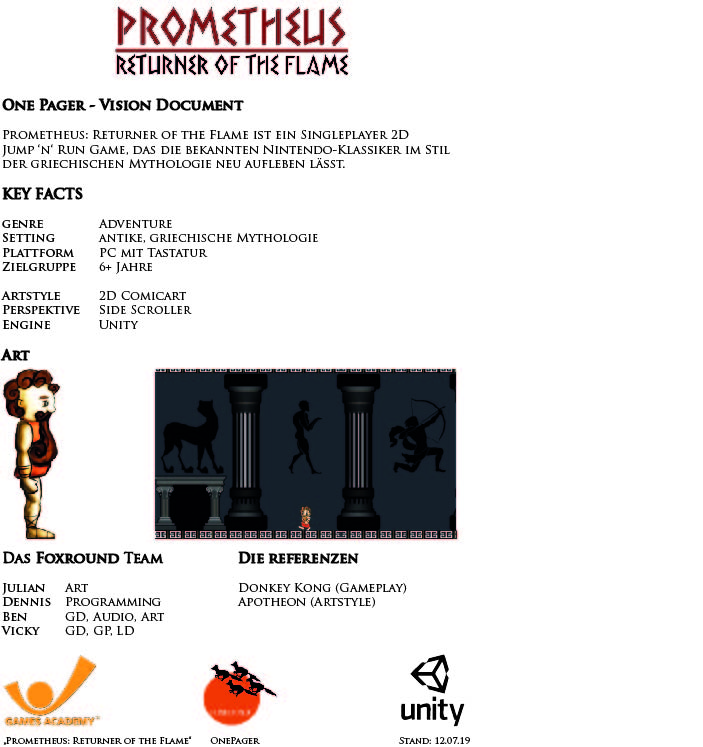 PROMETHEUS
RETURNER OF THE FLAME
One Pager - Vision Document
Prometheus: Returner of the Flame ist ein Singleplayer 2D
Jump ‘n‘ Run Game, das die bekannten Nintendo-Klassiker im Stil
der griechischen Mythologie neu aufleben lässt.
KEY FACTS
genre Adventure
Setting antike, griechische Mythologie
Plattform PC mit Tastatur
Zielgruppe 6+ Jahre
Artstyle 2D Comicart
Perspektive Side Scroller
Engine Unity
Art
Das Foxround Team
Julian Art
Dennis Programming
Ben GD, Audio, Art
Vicky GD, GP, LD
Die referenzen
Donkey Kong (Gameplay)
Apotheon (Artstyle)
GAMES ACADEMY
unity
„Prometheus: Returner of the Flame“ OnePager Stand: 12.07.19